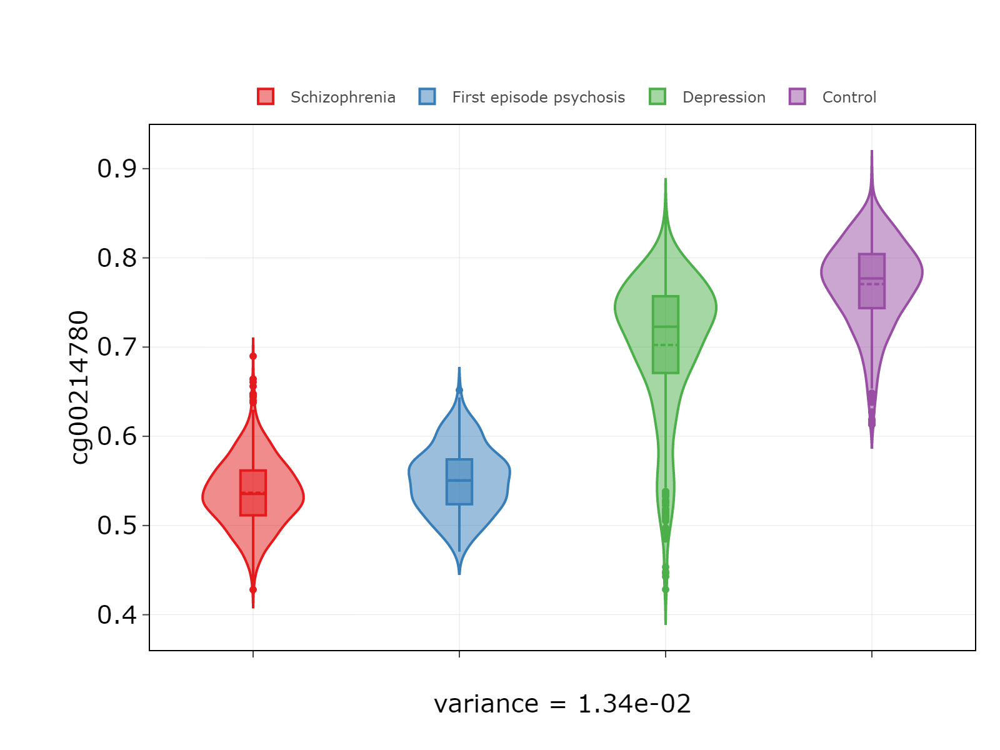 Schizophrenia
First episode psychosis
Depression
Control
cg00214780
0.9
0.8
0.7
0.6
0.5
0.4
variance = 1.34e-02